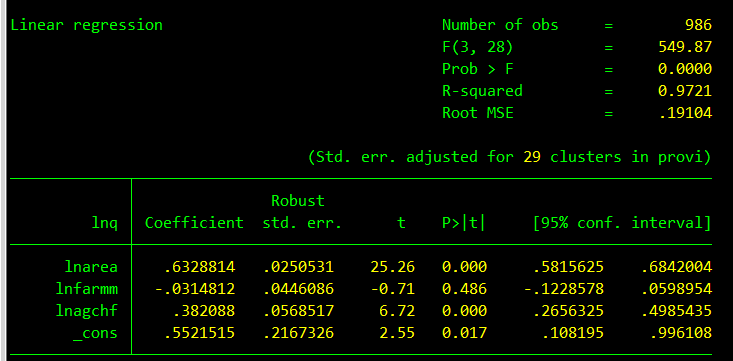 Linear regression Number of obs = 986
F(3, 28) = 549.87
Prob > F = 0.0000
R-squared = 0.9721
Root MSE = .19104
(Std. err. adjusted for 29 clusters in provi)
Robust
lnq Coefficient std. err. t P>|t| [95% conf. interval]
lnarea .6328814 .0250531 25.26 0.000 .5815625 .6842004
lnfarmm -.0314812 .0446086 -0.71 0.486 -.1228578 .0598954
lnagchf .382088 .0568517 6.72 0.000 .2656325 .4985435
_cons .5521515 .2167326 2.55 0.017 .108195 .996108